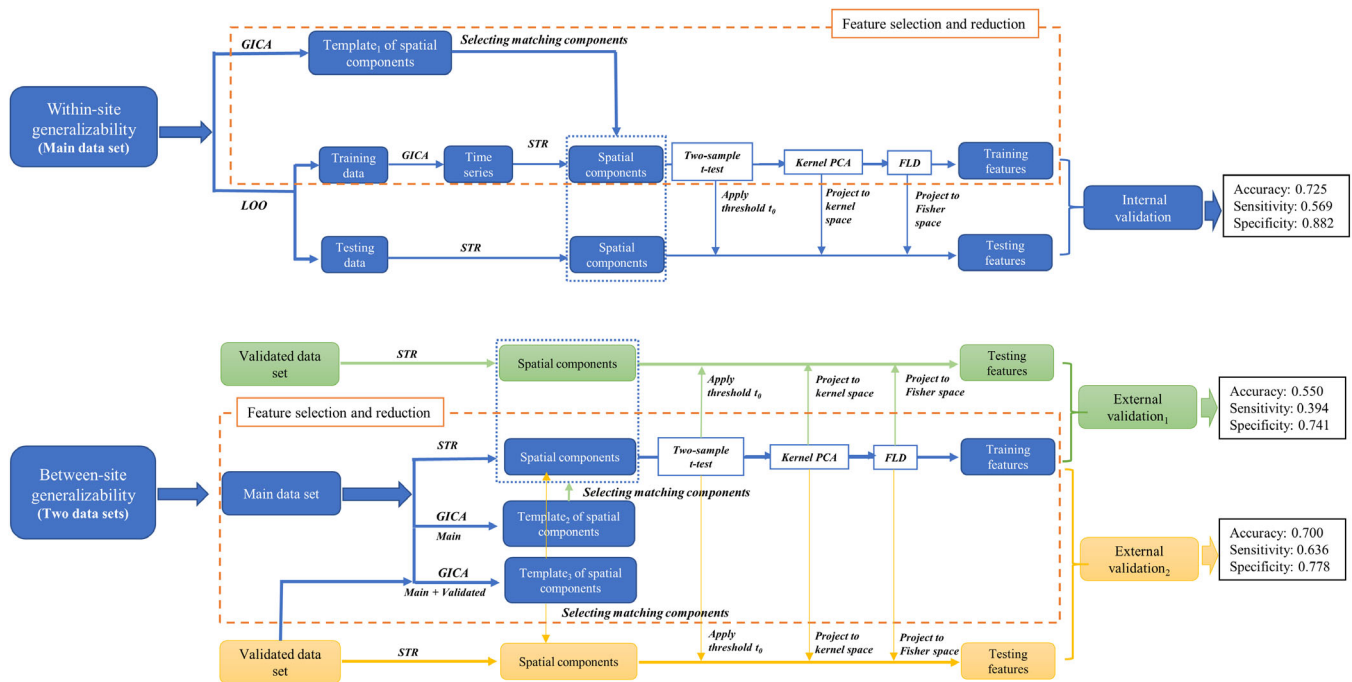 Feature selection and reduction
GICA
Template1 of spatial
components
Selecting matching components
Within-site
generalizability
(Main data set)
LOO
Training
data
GICA
Time
series
STR
Spatial
components
Two-sample
t-test
Kernel PCA
FLD
Training
features
Apply
threshold t0
Project to
kernel
space
Project to
Fisher
space
Internal
validation
Accuracy: 0.725
Sensitivity: 0.569
Specificity: 0.882
Testing
data
STR
Spatial
components
Testing
features
Validated data
set
STR
Spatial components
Testing
features
Apply
threshold t0
Project to
kernel space
Project to
Fisher space
External
validation1
Accuracy: 0.550
Sensitivity: 0.394
Specificity: 0.741
Feature selection and reduction
Between-site
generalizability
(Two data sets)
Main data set
STR
Spatial components
Two-sample
t-test
Kernel PCA
FLD
Training
features
Selecting matching components
GICA
Main
Template2 of spatial
components
GICA
Main + Validated
Template3 of spatial
components
Selecting matching components
External
validation2
Accuracy: 0.700
Sensitivity: 0.636
Specificity: 0.778
Validated data
set
STR
Spatial components
Apply
threshold t0
Project to
kernel space
Project to
Fisher space
Testing
features